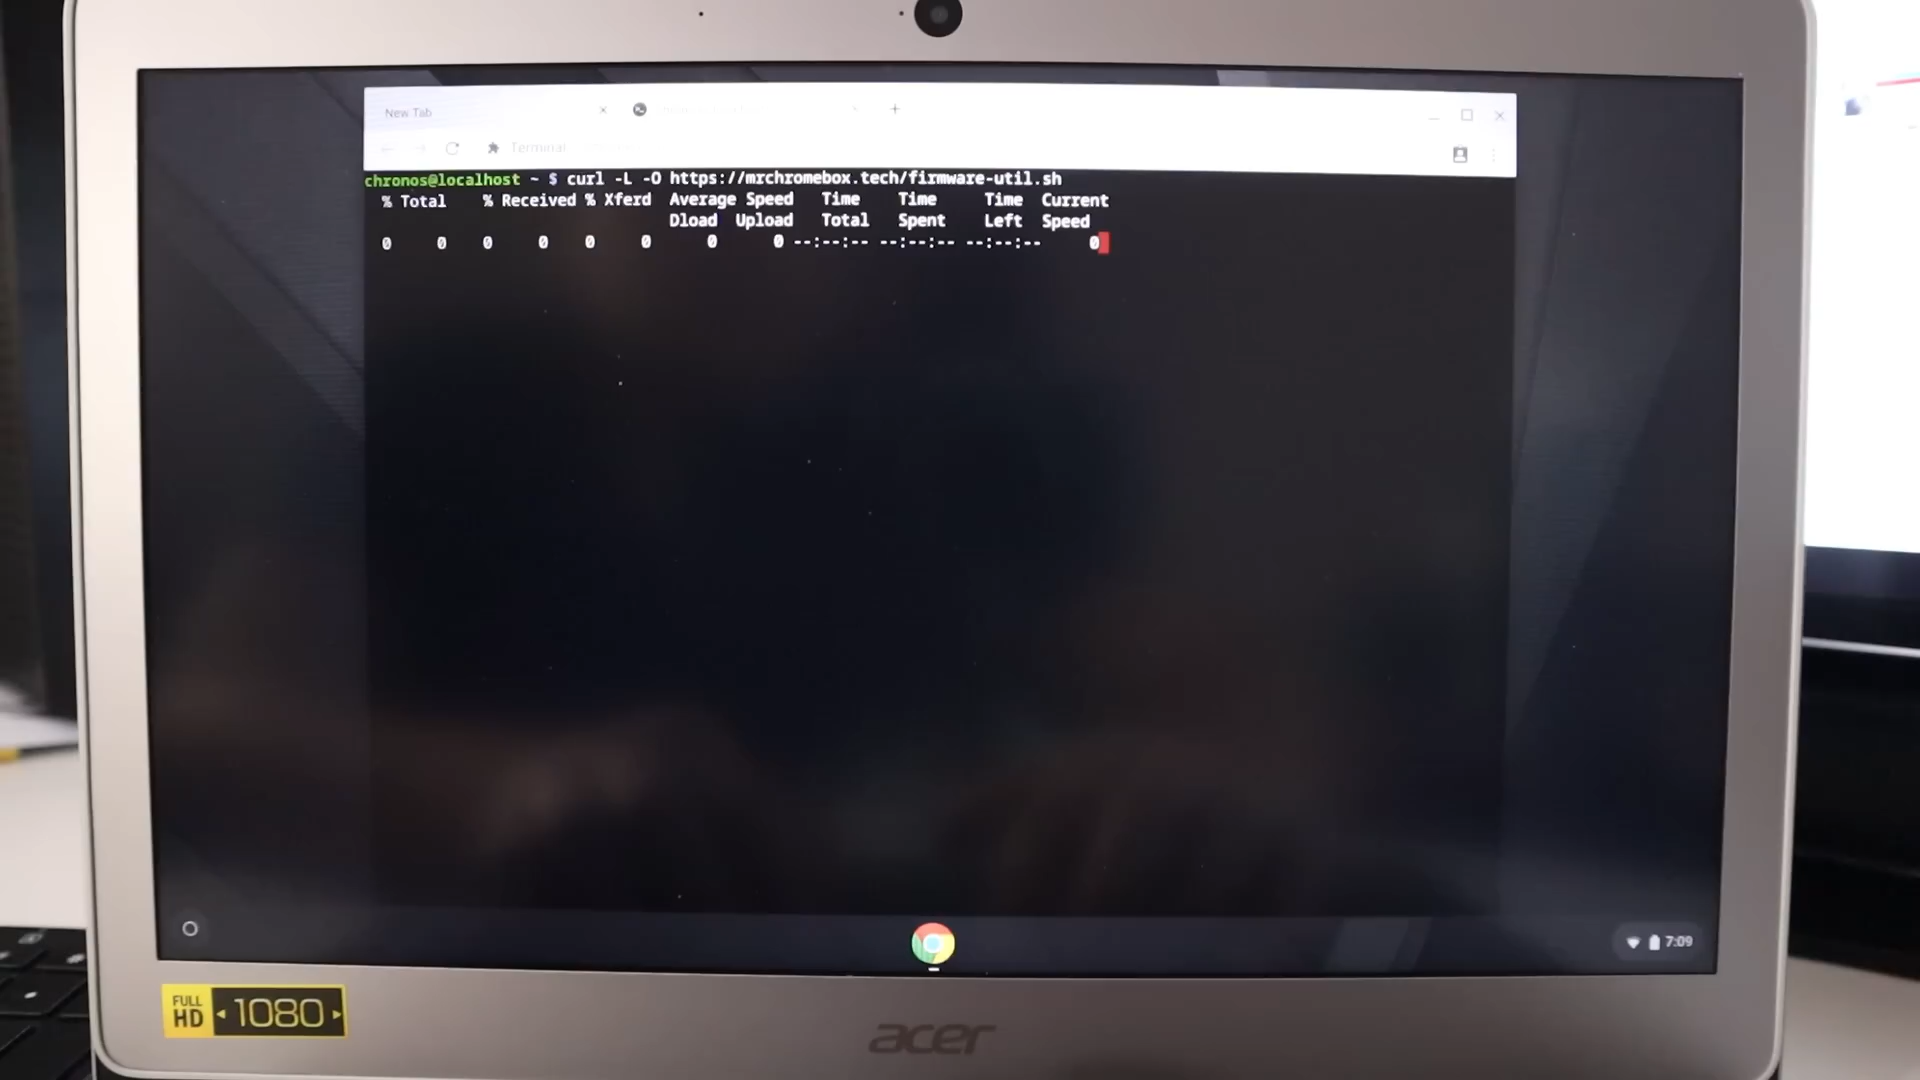 New Tab
Terminal
chronos@localhost ~ $ curl -L -O https://mrchromebox.tech/firmware-util.sh
% Total % Received % Xferd Average Speed Time Time Time Current
Dload Upload Total Spent Left Speed
0 0 0 0 0 0 0 0 --:--:-- --:--:-- --:--:-- 0
7:09
FULL HD 1080
acer